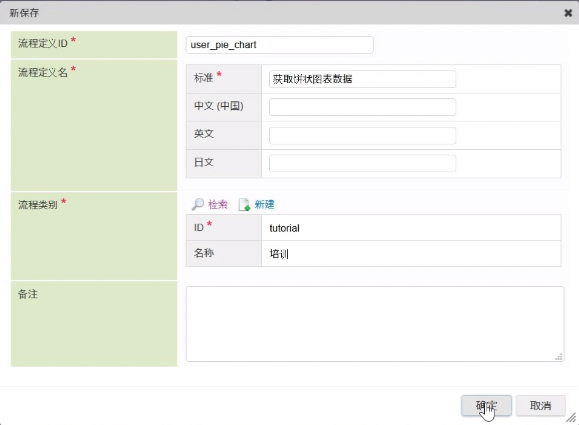 新保存
流程定义ID *
user_pie_chart
流程定义名 *
标准 *
获取饼状图表数据
中文 (中国)
英文
日文
流程类别 *
检索 新建
ID *
tutorial
名称
培训
备注
确定 取消